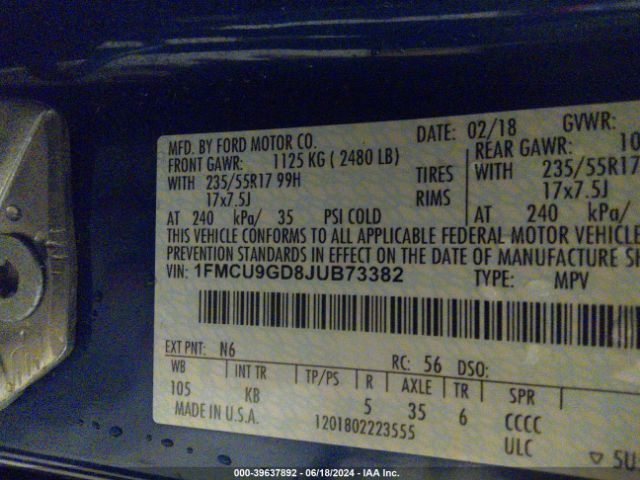 MFD. BY FORD MOTOR CO.
DATE: 02/18 GVWR:
FRONT GAWR: 1125 KG ( 2480 LB)
REAR GAWR: 10
WITH 235/55R17 99H TIRES WITH 235/55R17
17x7.5J RIMS 17x7.5J
AT 240 kPa/ 35 PSI COLD AT 240 kPa/
THIS VEHICLE CONFORMS TO ALL APPLICABLE FEDERAL MOTOR VEHICLE
PREVENTION STANDARDS IN EFFECT ON THE DATE OF MANUFACTURE SH
VIN: 1FMCU9GD8JUB73382 TYPE: MPV
EXT PNT: N6 RC: 56 DSO:
WB INT TR TP/PS R AXLE TR SPR
105 KB 5 35 6 CCCC
MADE IN U.S.A. 1201802223555 ULC
5U
000-39637892 - 06/18/2024 - IAA Inc.